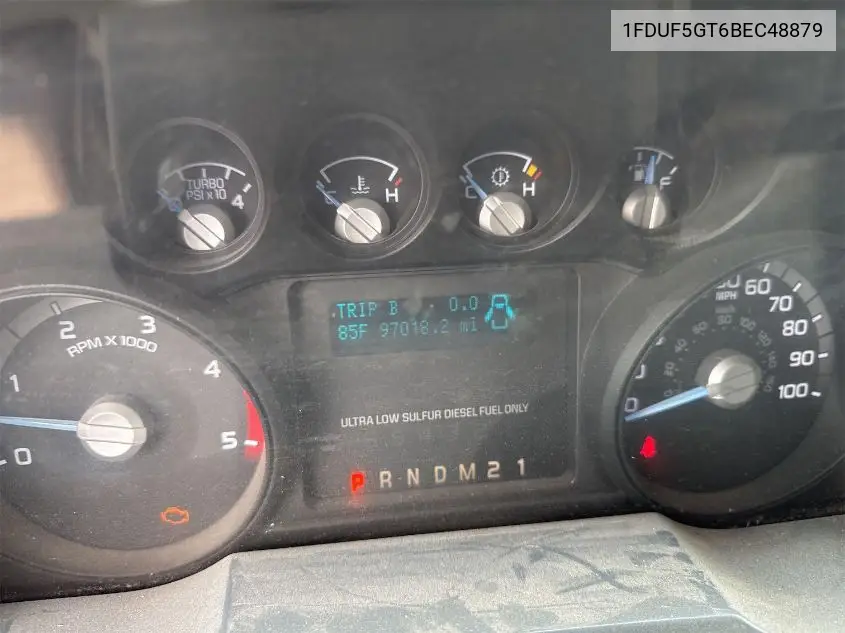 1FDUF5GT6BEC48879
TURBO
PSI x 10
4
H
C
H
F
TRIP B 0.0
85F 97018.2 mi
ULTRA LOW SULFUR DIESEL FUEL ONLY
P R N D M 2 1
0
1
2
3
4
5
RPM X 1000
0
60
70
80
90
100
MPH